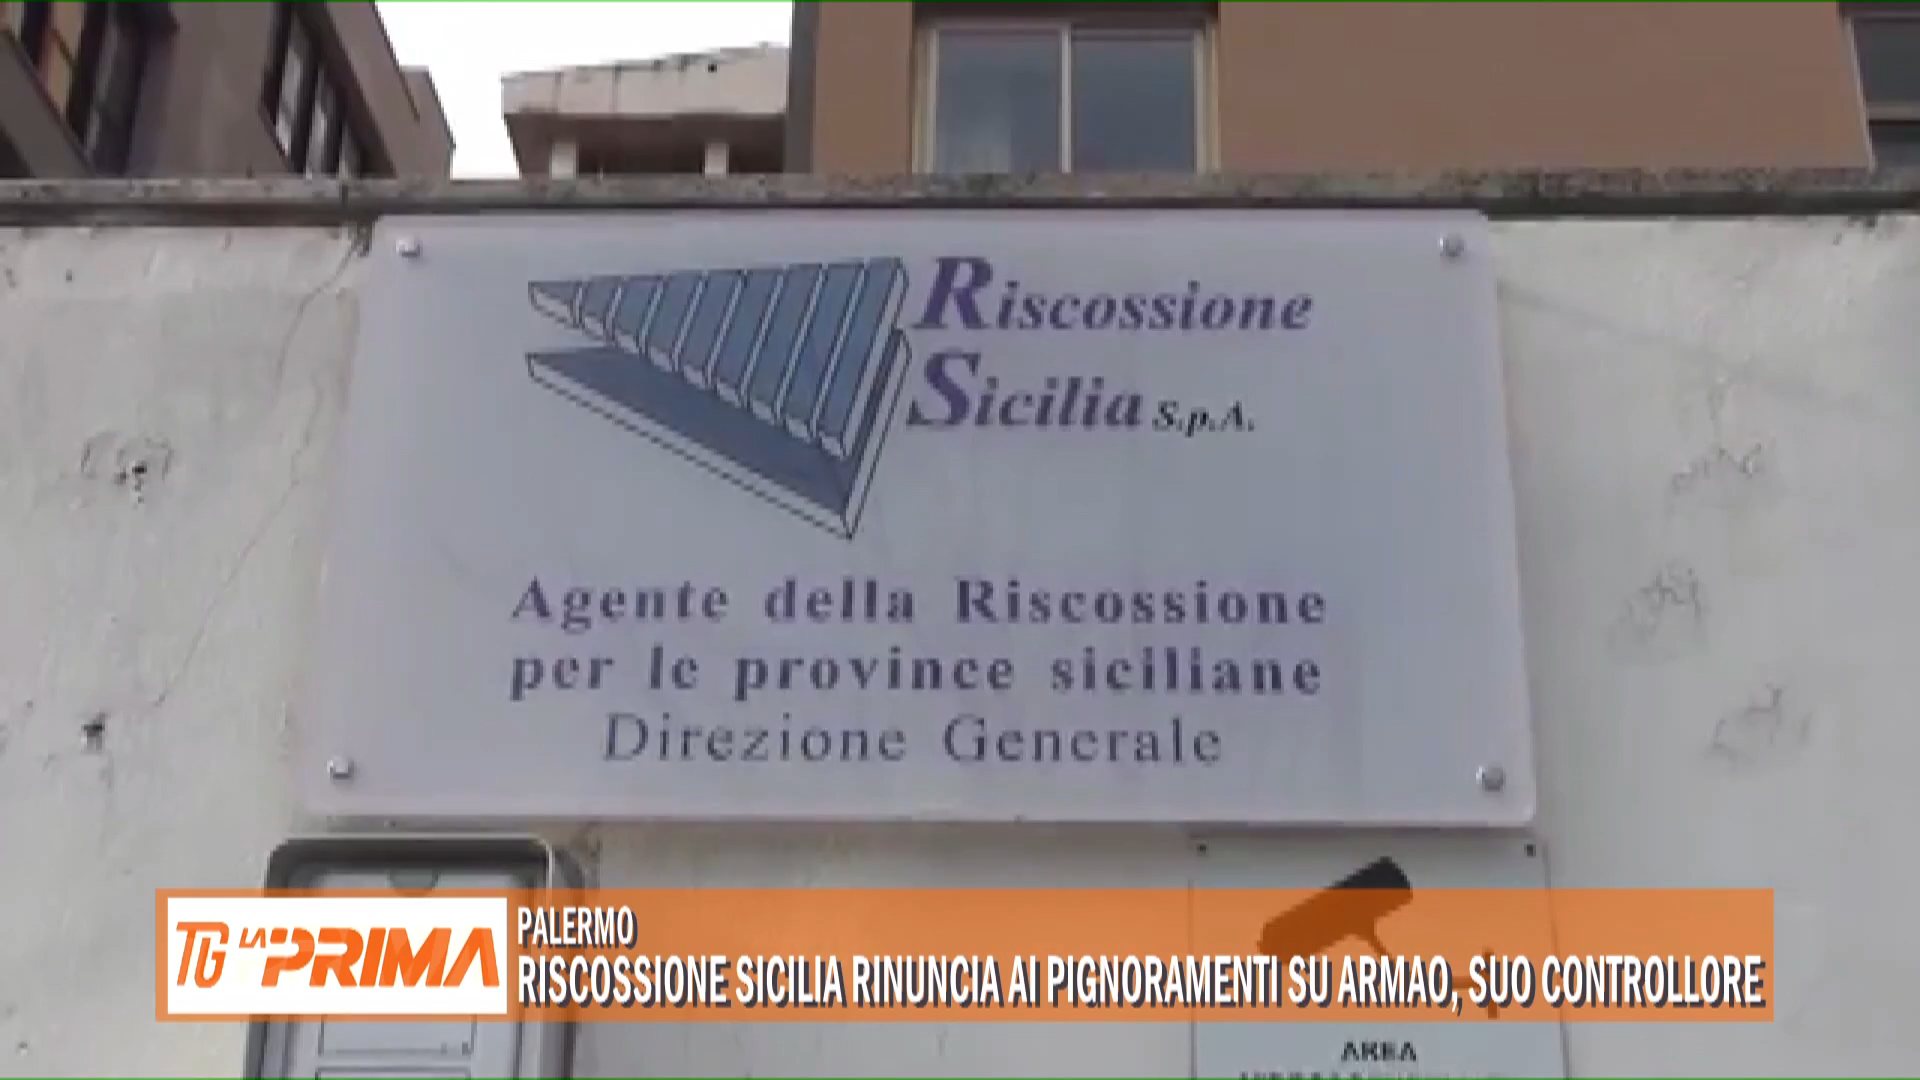 Riscossione
Sicilia S.p.A.
Agente della Riscossione
per le province siciliane
Direzione Generale
TG LA PRIMA
PALERMO
RISCOSSIONE SICILIA RINUNCIA AI PIGNORAMENTI SU ARMAO, SUO CONTROLLORE
AREA